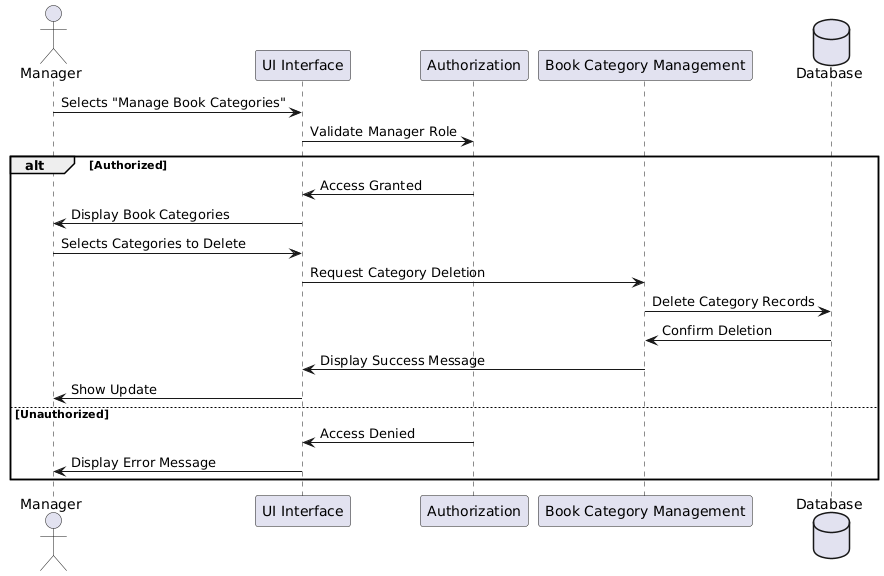 Manager
UI Interface
Authorization
Book Category Management
Database
Selects "Manage Book Categories"
Validate Manager Role
alt
[Authorized]
Access Granted
Display Book Categories
Selects Categories to Delete
Request Category Deletion
Delete Category Records
Confirm Deletion
Display Success Message
Show Update
[Unauthorized]
Access Denied
Display Error Message
Manager
UI Interface
Authorization
Book Category Management
Database